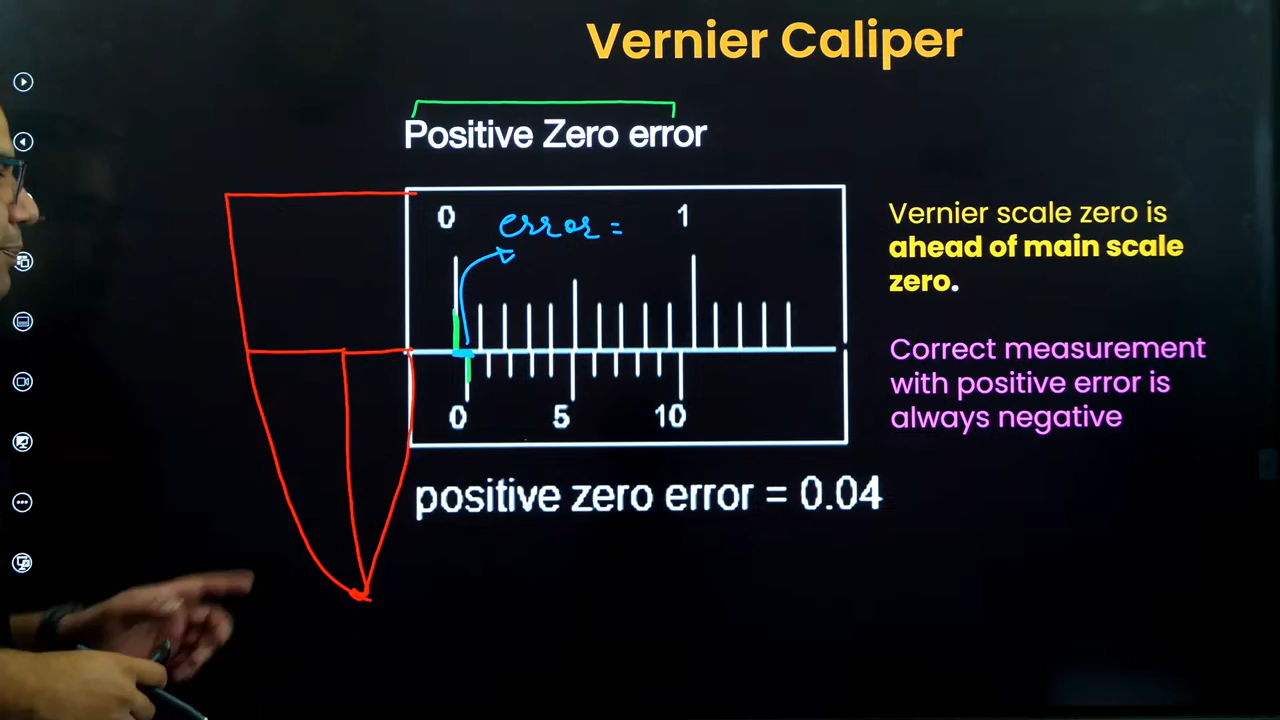 Vernier Caliper
Positive Zero error
0 error = 1
Vernier scale zero is
ahead of main scale
zero.
Correct measurement
with positive error is
always negative
0 5 10
positive zero error = 0.04